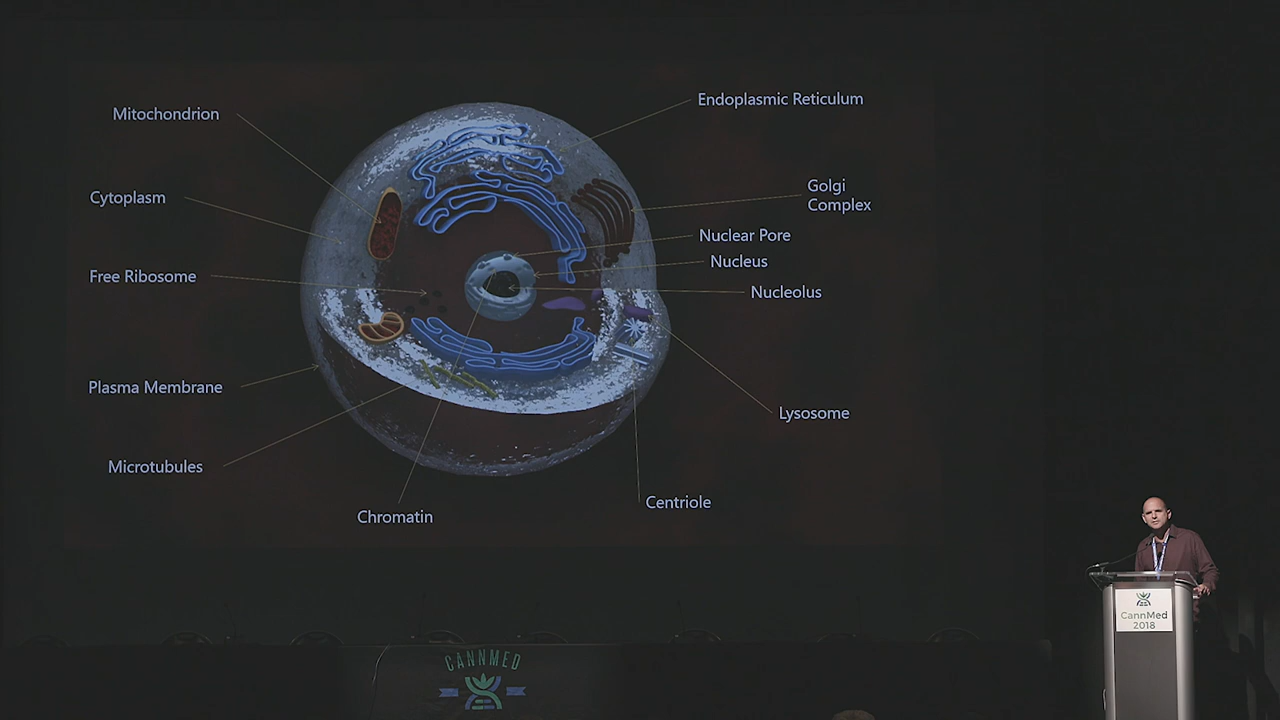 Mitochondrion
Endoplasmic Reticulum
Cytoplasm
Golgi
Complex
Nuclear Pore
Nucleus
Free Ribosome
Nucleolus
Plasma Membrane
Lysosome
Microtubules
Chromatin
Centriole
CannMed
2018
CANNMED